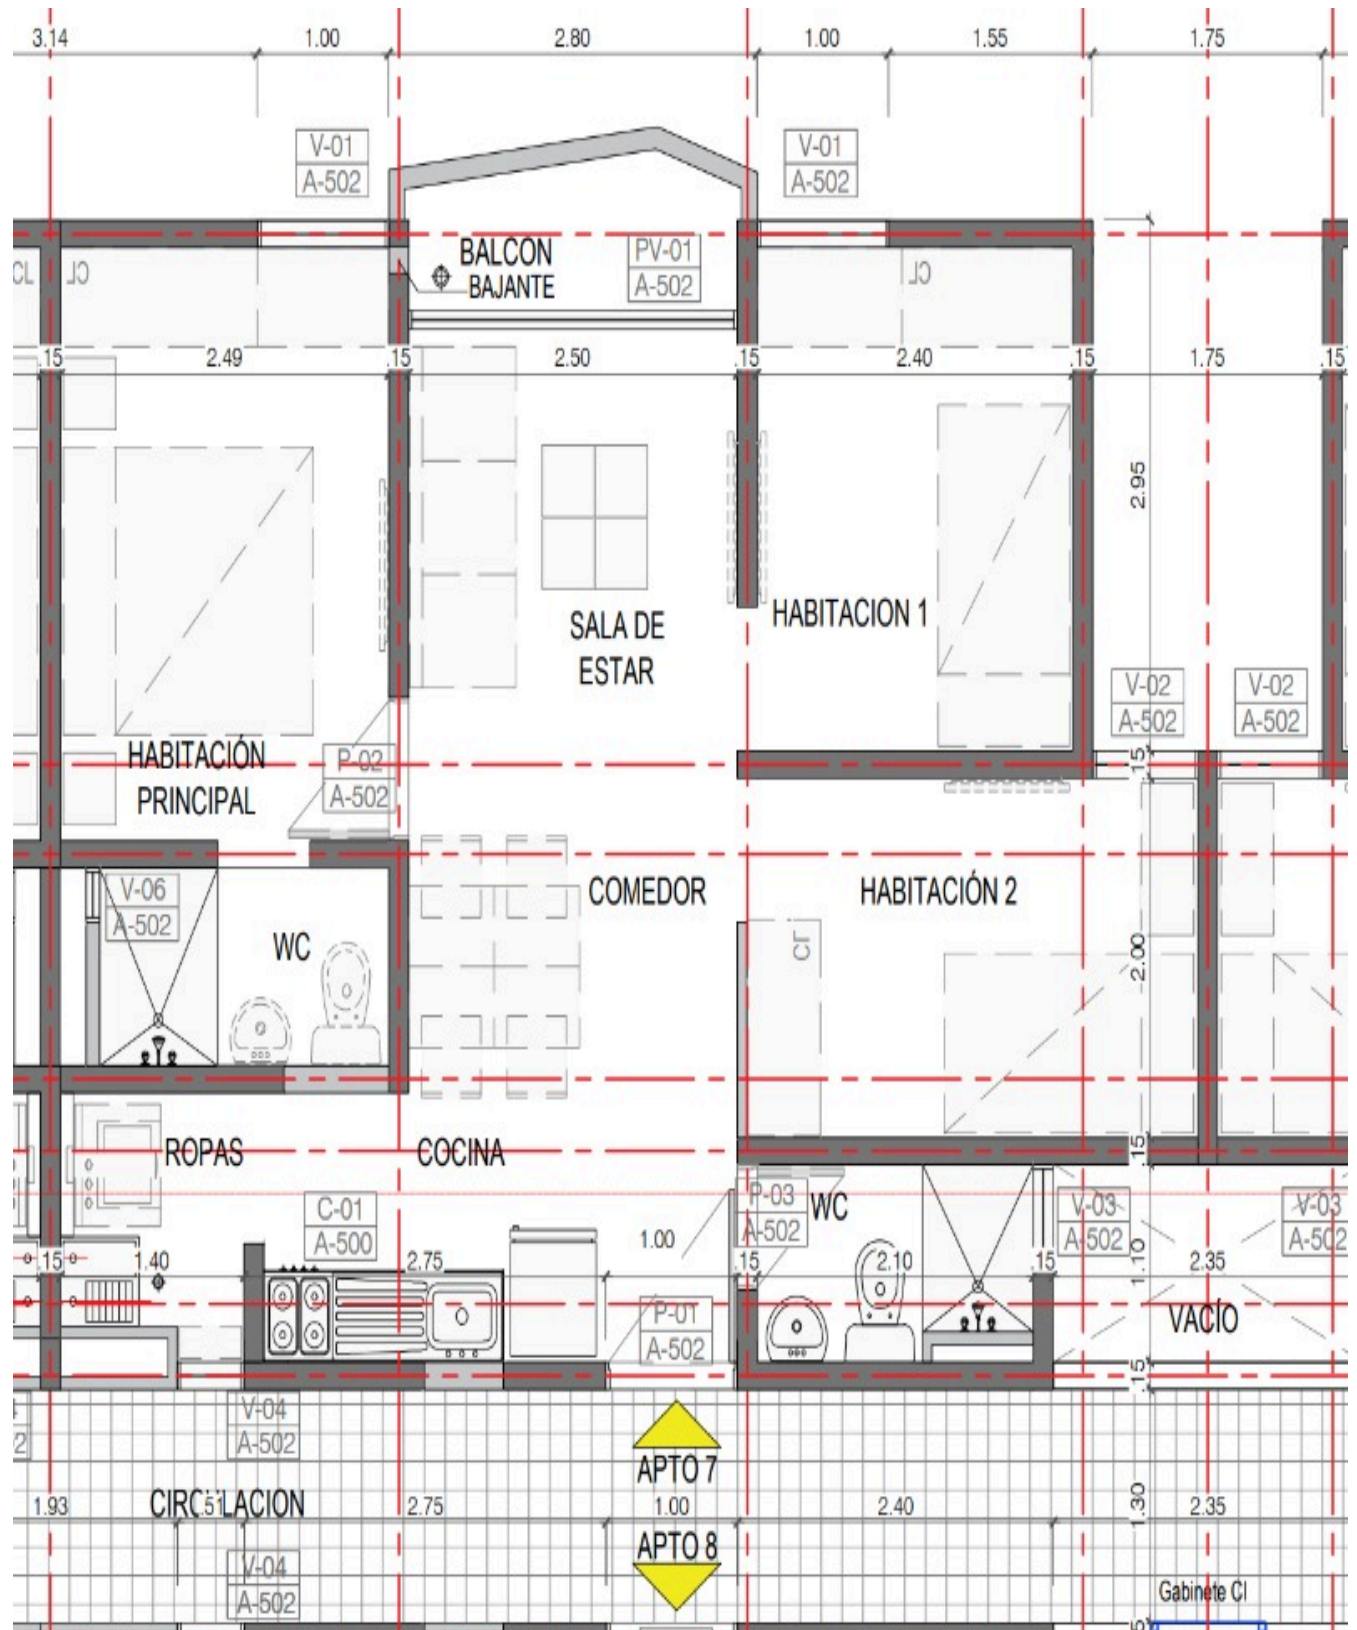 3.14 1.00 2.80 1.00 1.55 1.75
V-01
A-502
V-01
A-502
BALCON
BAJANTE
PV-01
A-502
CL CL
CL
.15 2.49 .15 2.50 .15 2.40 .15 1.75 .15
2.95
SALA DE
ESTAR
HABITACION 1
V-02
A-502
V-02
A-502
HABITACIÓN
PRINCIPAL
P-02
A-502
.15
V-06
A-502
WC
COMEDOR
HABITACIÓN 2
CL
2.00
ROPAS
COCINA
.15
C-01
A-500
1.00
P-03
A-502
WC
V-03
A-502
V-03
A-502
.15 1.40 2.75 .15 2.10 .15 1.10 2.35
P-01
A-502
VACÍO
.15
V-04
A-502
2
APTO 7
CIRCULACION
1.93 .51 2.75 1.00 2.40 1.30 2.35
APTO 8
V-04
A-502
Gabinete CI